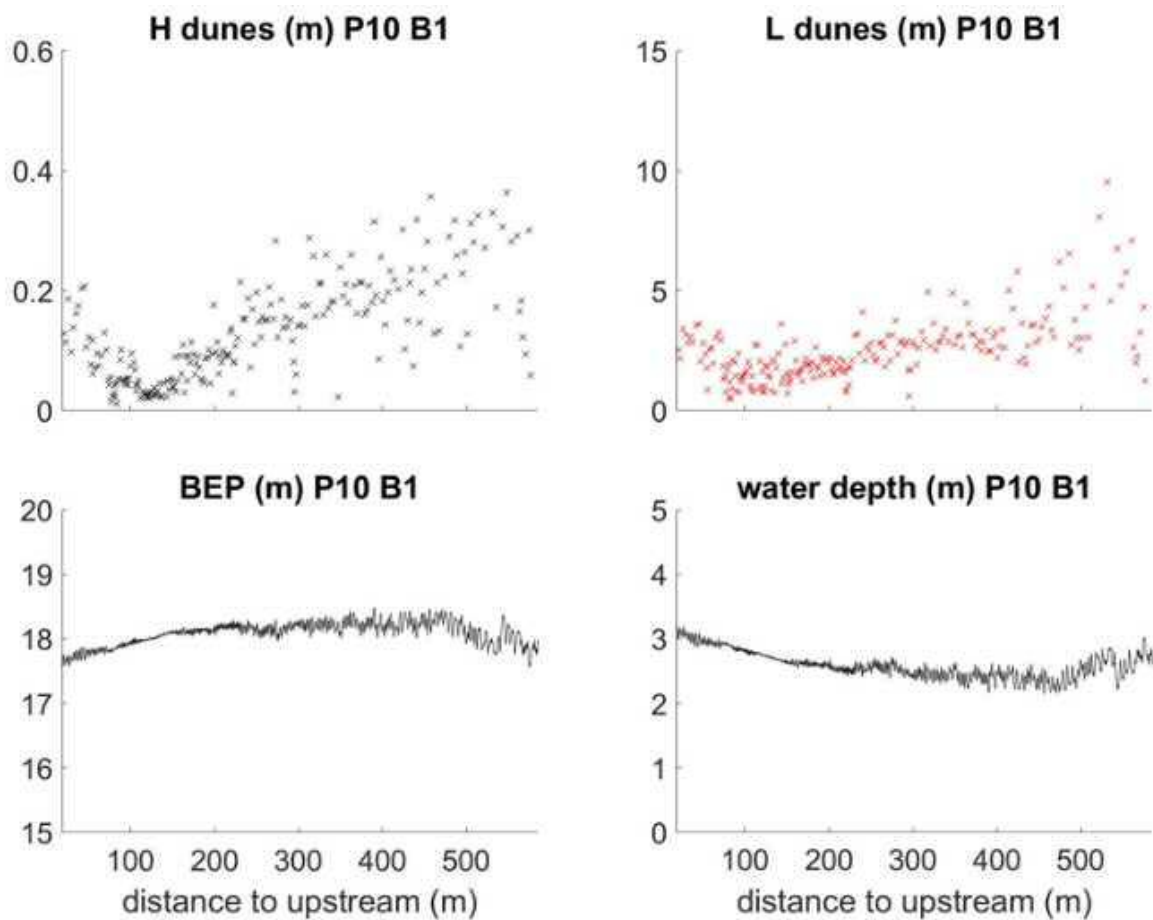 H dunes (m) P10 B1
0.6
0.4
0.2
0
L dunes (m) P10 B1
15
10
5
0
BEP (m) P10 B1
20
19
18
17
16
15
100 200 300 400 500
distance to upstream (m)
water depth (m) P10 B1
5
4
3
2
1
0
100 200 300 400 500
distance to upstream (m)